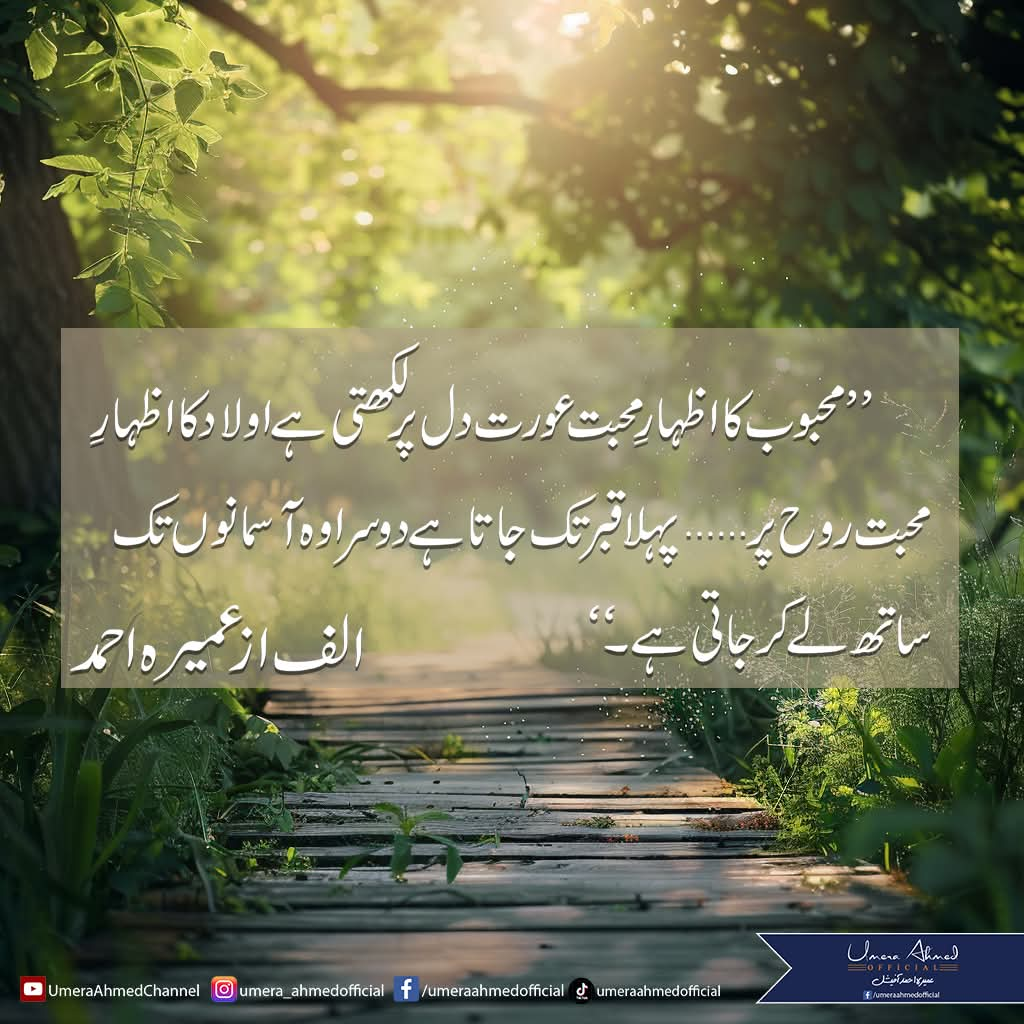 ”محبوب کا اظہارِ محبت عورت دل پر لکھتی ہے اولاد کا اظہارِ
محبت روح پر...... پہلا قبر تک جاتا ہے دوسرا وہ آسمانوں تک
ساتھ لے کر جاتی ہے۔“
الف از عمیرہ احمد
Umera Ahmed
OFFICIAL
عمیرہ احمد آفیشل
/umeraahmedofficial
UmeraAhmedChannel umera_ahmedofficial /umeraahmedofficial umeraahmedofficial